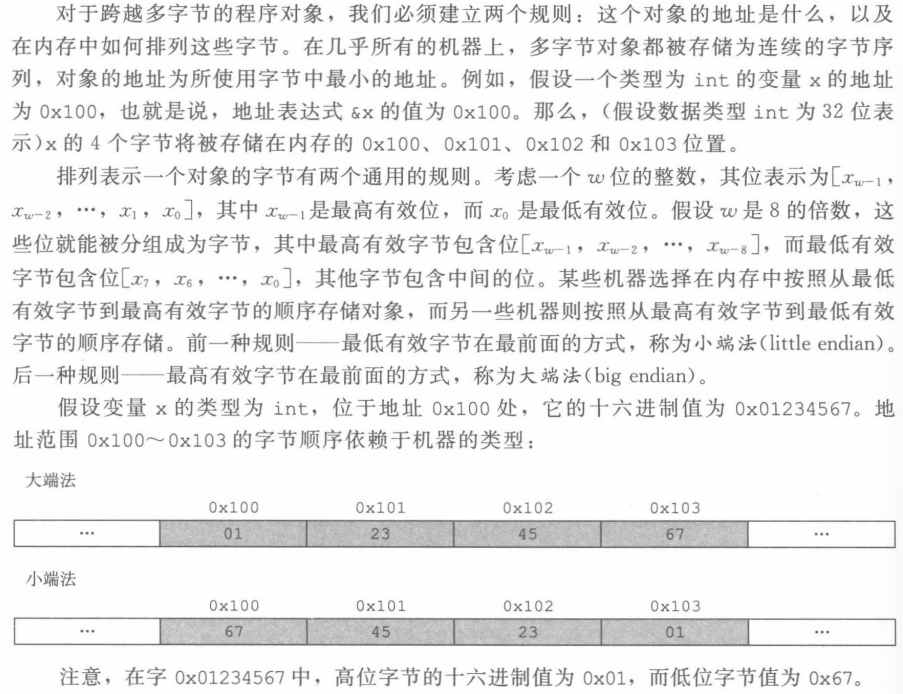 对于跨越多字节的程序对象，我们必须建立两个规则：这个对象的地址是什么，以及
在内存中如何排列这些字节。在几乎所有的机器上，多字节对象都被存储为连续的字节序
列，对象的地址为所使用字节中最小的地址。例如，假设一个类型为 int 的变量 x 的地址
为 0x100，也就是说，地址表达式 &x 的值为 0x100。那么，（假设数据类型 int 为 32 位表
示）x 的 4 个字节将被存储在内存的 0x100、0x101、0x102 和 0x103 位置。
排列表示一个对象的字节有两个通用的规则。考虑一个 w 位的整数，其位表示为[x_{w-1}，
x_{w-2}，…，x_1，x_0]，其中 x_{w-1}是最高有效位，而 x_0 是最低有效位。假设 w 是 8 的倍数，这
些位就能被分组成为字节，其中最高有效字节包含位[x_{w-1}，x_{w-2}，…，x_{w-8}]，而最低有效
字节包含位[x_7，x_6，…，x_0]，其他字节包含中间的位。某些机器选择在内存中按照从最低
有效字节到最高有效字节的顺序存储对象，而另一些机器则按照从最高有效字节到最低有效
字节的顺序存储。前一种规则——最低有效字节在最前面的方式，称为小端法(little endian)。
后一种规则——最高有效字节在最前面的方式，称为大端法(big endian)。
假设变量 x 的类型为 int，位于地址 0x100 处，它的十六进制值为 0x01234567。地
址范围 0x100～0x103 的字节顺序依赖于机器的类型：
大端法
0x100 0x101 0x102 0x103
… 01 23 45 67 …
小端法
0x100 0x101 0x102 0x103
… 67 45 23 01 …
注意，在字 0x01234567 中，高位字节的十六进制值为 0x01，而低位字节值为 0x67。